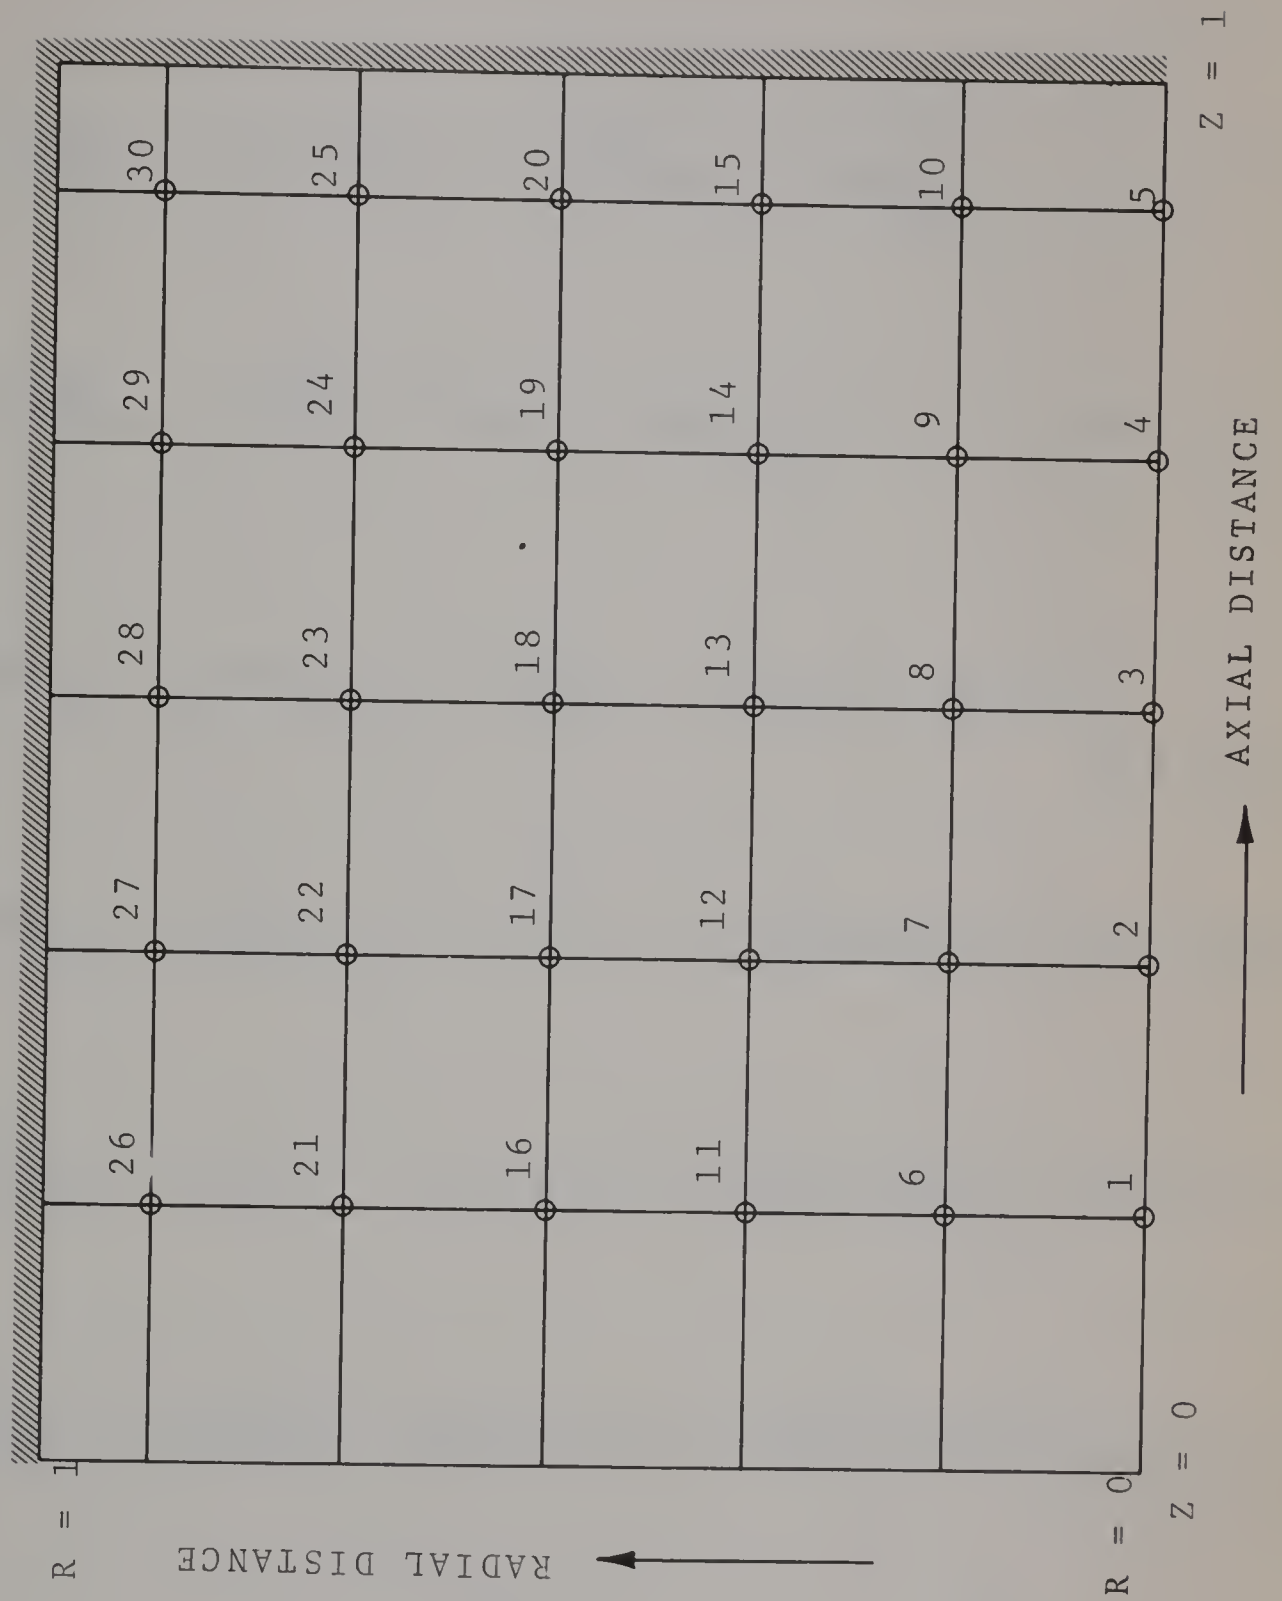 R = 1
26 27 28 29 30
21 22 23 24 25
16 17 18 19 20
11 12 13 14 15
6 7 8 9 10
1 2 3 4 5
R = 0
Z = 0
Z = 1
RADIAL DISTANCE
AXIAL DISTANCE